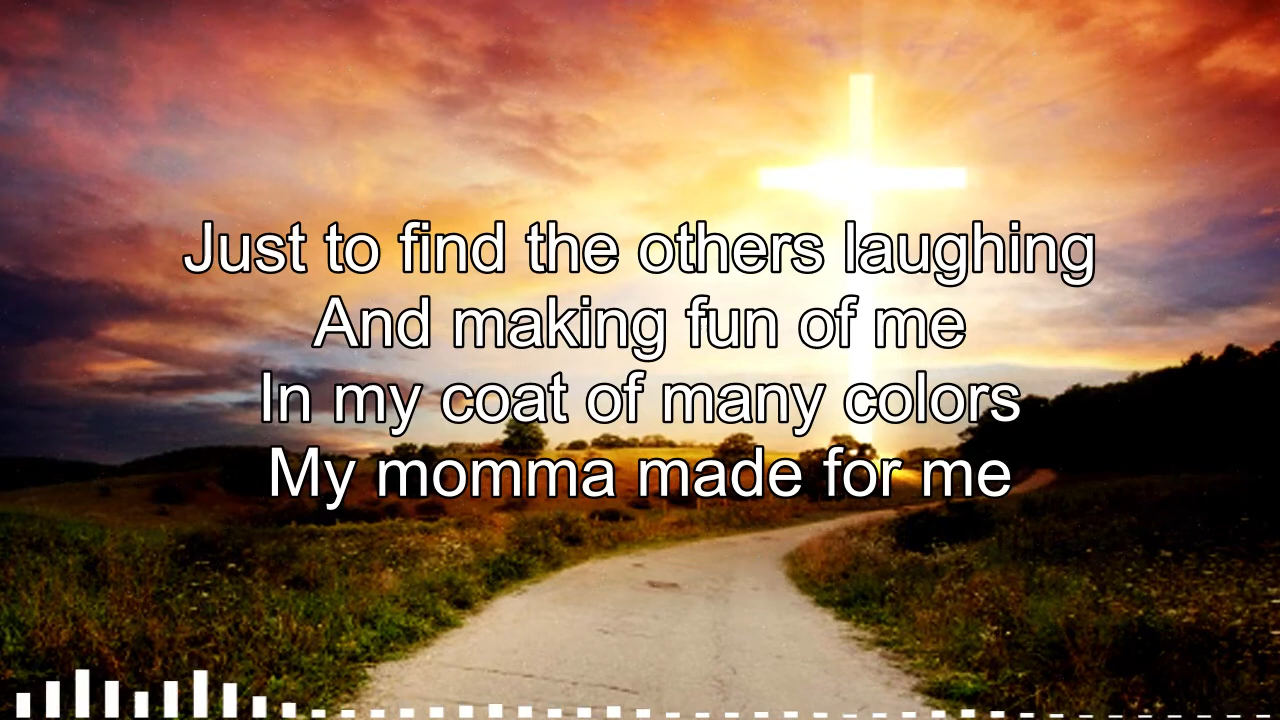 Just to find the others laughing
And making fun of me
In my coat of many colors
My momma made for me